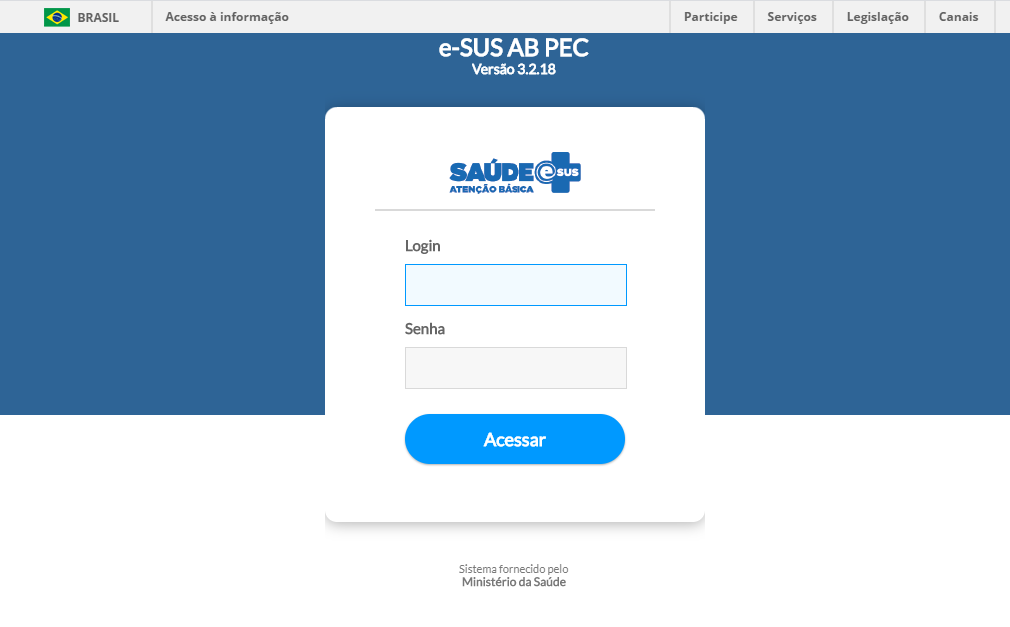 BRASIL Acesso à informação Participe Serviços Legislação Canais
e-SUS AB PEC
Versão 3.2.18
SAÚDE e SUS
ATENÇÃO BÁSICA
Login
Senha
Acessar
Sistema fornecido pelo
Ministério da Saúde